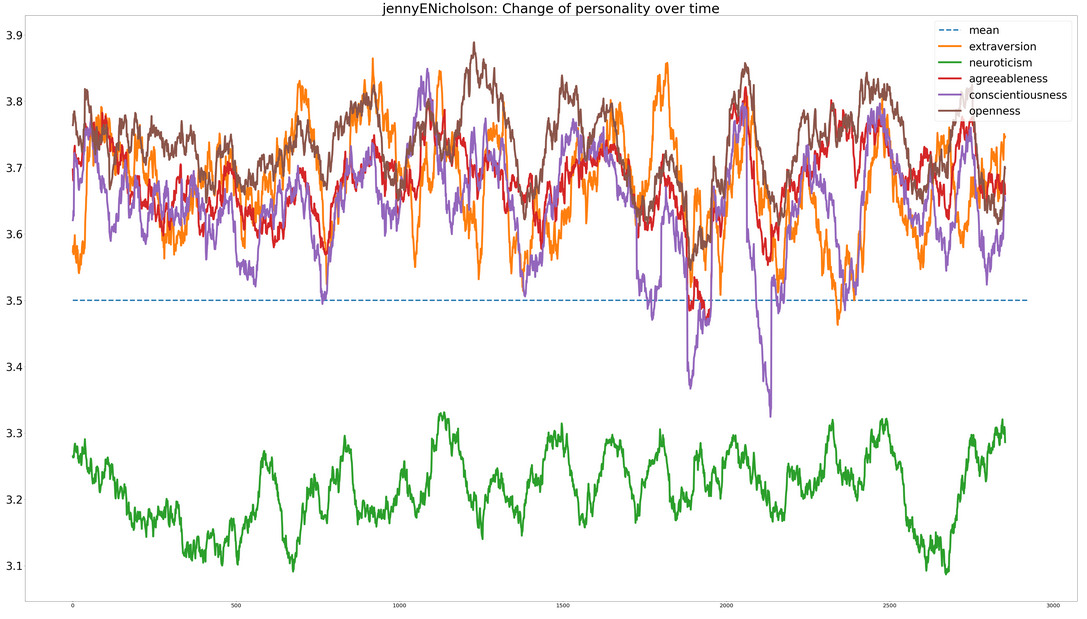 jennyENicholson: Change of personality over time
mean
extraversion
neuroticism
agreeableness
conscientiousness
openness
3.9
3.8
3.7
3.6
3.5
3.4
3.3
3.2
3.1
0 500 1000 1500 2000 2500 3000